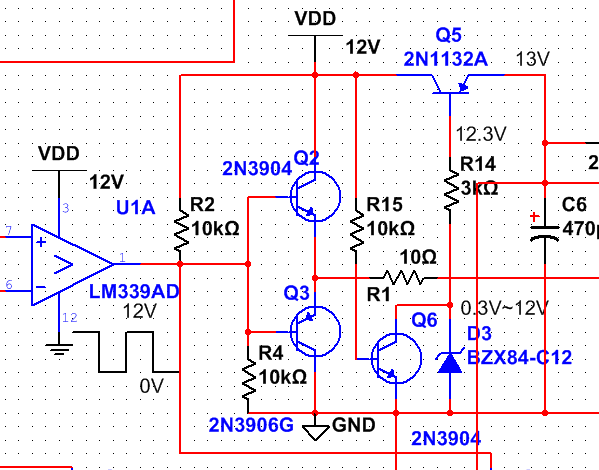 VDD
12V
Q5
2N1132A
13V
12.3V
VDD
12V
3
2N3904
Q2
R14
3kΩ
2
U1A
R2
10kΩ
R15
10kΩ
C6
470
+
7
+
1
>
6
−
LM339AD
10Ω
R1
12
12V
0V
Q3
Q6
0.3V~12V
D3
BZX84-C12
R4
10kΩ
2N3906G
GND
2N3904